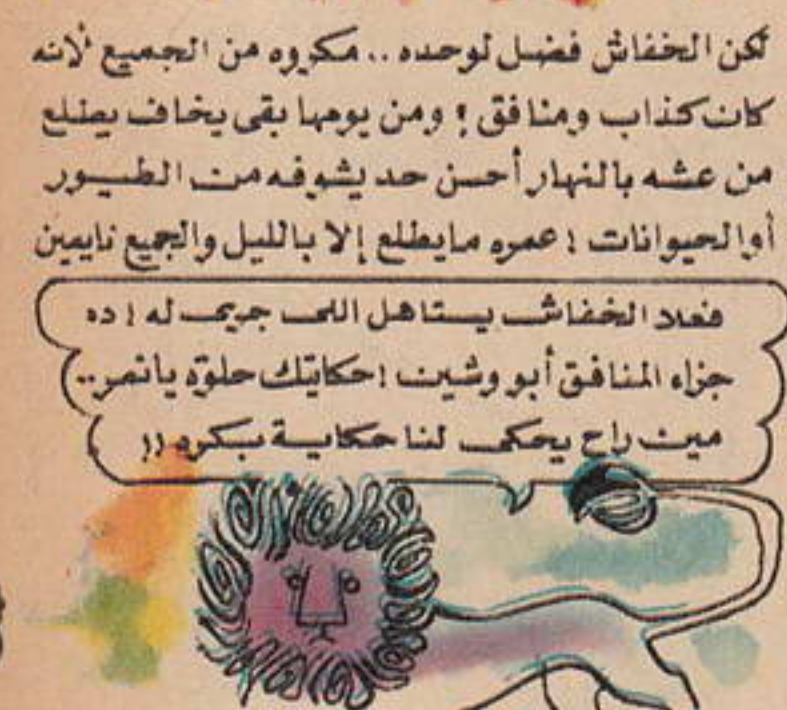 لكن الخفاش فضل لوحده .. مكروه من الجميع لأنه
كان كذاب ومنافق ! ومن يومها بقى يخاف يطلع
من عشه بالنهار أحسن حد يشوفه من الطيور
أو الحيوانات ! عمره مايطلع إلا بالليل والجميع نايمين
فعلا الخفاش يستاهل اللى جرى له ! ده
جزاء المنافق أبو وشين ! حكايتك حلوة يانمر ..
مين راح يحكى لنا حكاية بكره !!